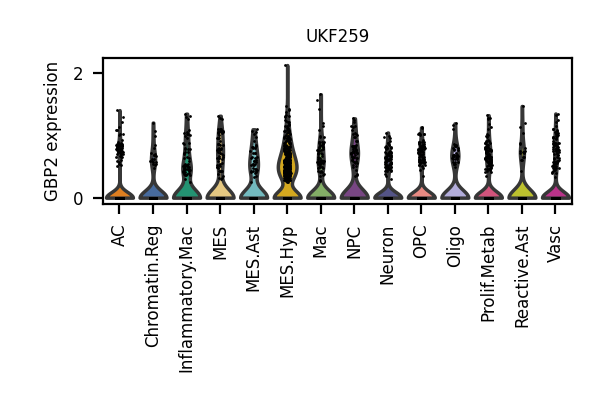 UKF259
GBP2 expression
2
0
AC
Chromatin.Reg
Inflammatory.Mac
MES
MES.Ast
MES.Hyp
Mac
NPC
Neuron
OPC
Oligo
Prolif.Metab
Reactive.Ast
Vasc